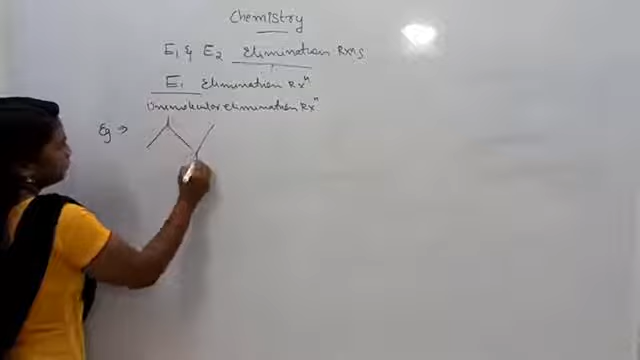 Chemistry
E1 & E2 Elimination Rxns
E1 Elimination Rxn
Unimolecular Elimination Rxn
Eg ⇒